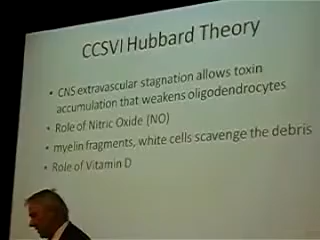 CCSVI Hubbard Theory
• CNS extravascular stagnation allows toxin
accumulation that weakens oligodendrocytes
• Role of Nitric Oxide (NO)
• myelin fragments, white cells scavenge the debris
• Role of Vitamin D